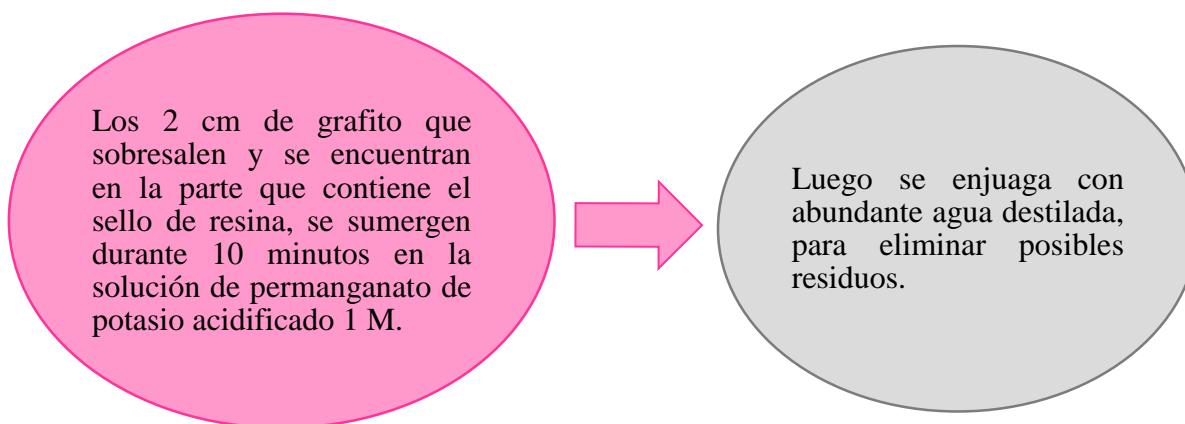 Los 2 cm de grafito que
sobresalen y se encuentran
en la parte que contiene el
sello de resina, se sumergen
durante 10 minutos en la
solución de permanganato de
potasio acidificado 1 M.
Luego se enjuaga con
abundante agua destilada,
para eliminar posibles
residuos.